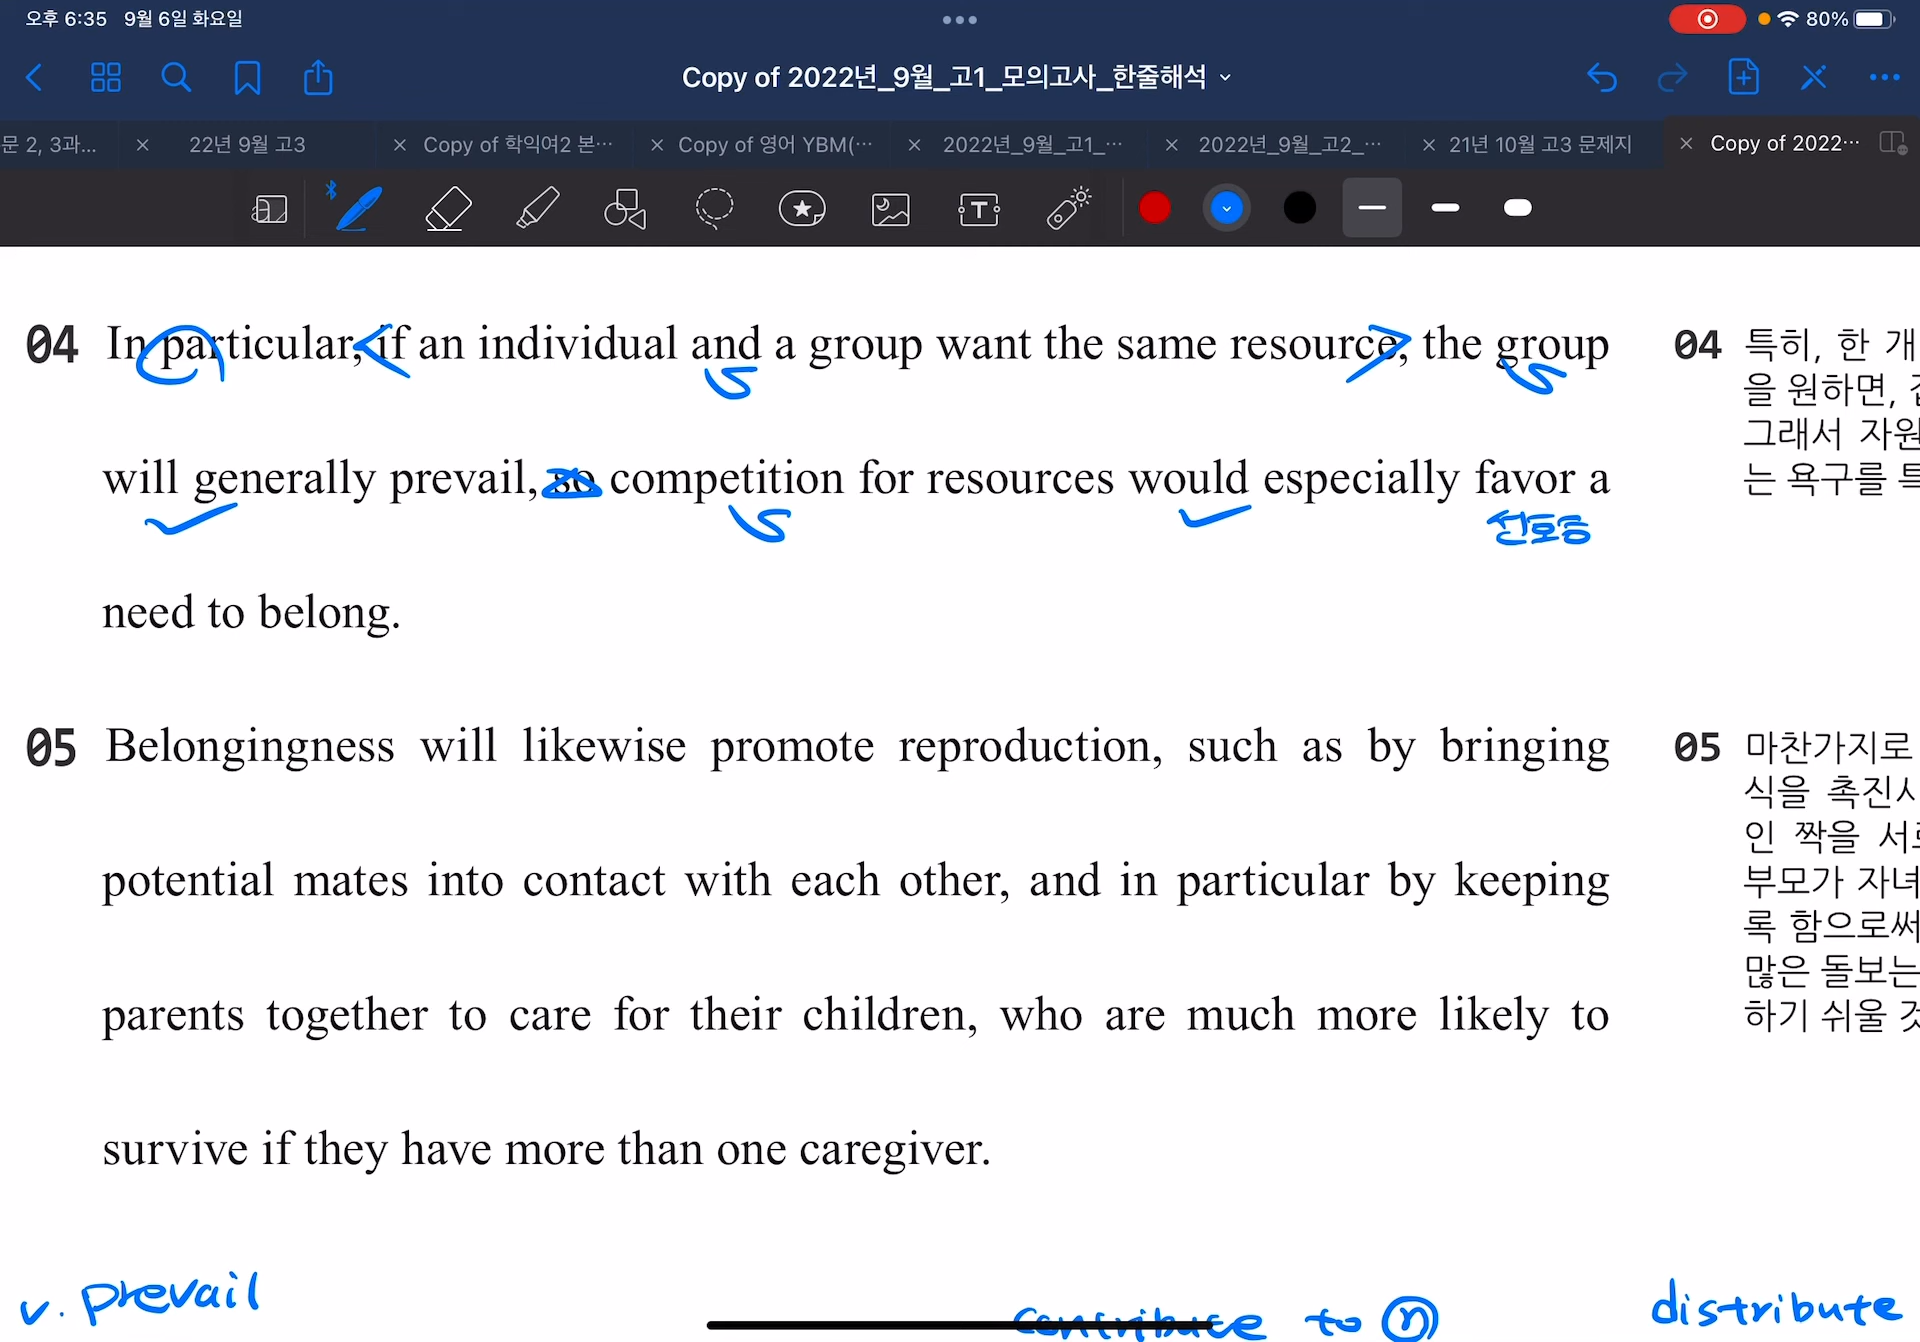 오후 6:35 9월 6일 화요일
80%
Copy of 2022년_9월_고1_모의고사_한줄해석
문 2, 3과...
22년 9월 고3
Copy of 학익여2 본...
Copy of 영어 YBM(...
2022년_9월_고1_...
2022년_9월_고2_...
21년 10월 고3 문제지
Copy of 2022...
04 In particular, if an individual and a group want the same resource, the group
will generally prevail, so competition for resources would especially favor a
선호증
need to belong.
04 특히, 한 개
을 원하면,
그래서 자원
는 욕구를 특
05 Belongingness will likewise promote reproduction, such as by bringing
potential mates into contact with each other, and in particular by keeping
parents together to care for their children, who are much more likely to
survive if they have more than one caregiver.
05 마찬가지로
식을 촉진시
인 짝을 서로
부모가 자녀
록 함으로써
많은 돌보는
하기 쉬울 것
v. prevail
contribute to ⓝ
distribute